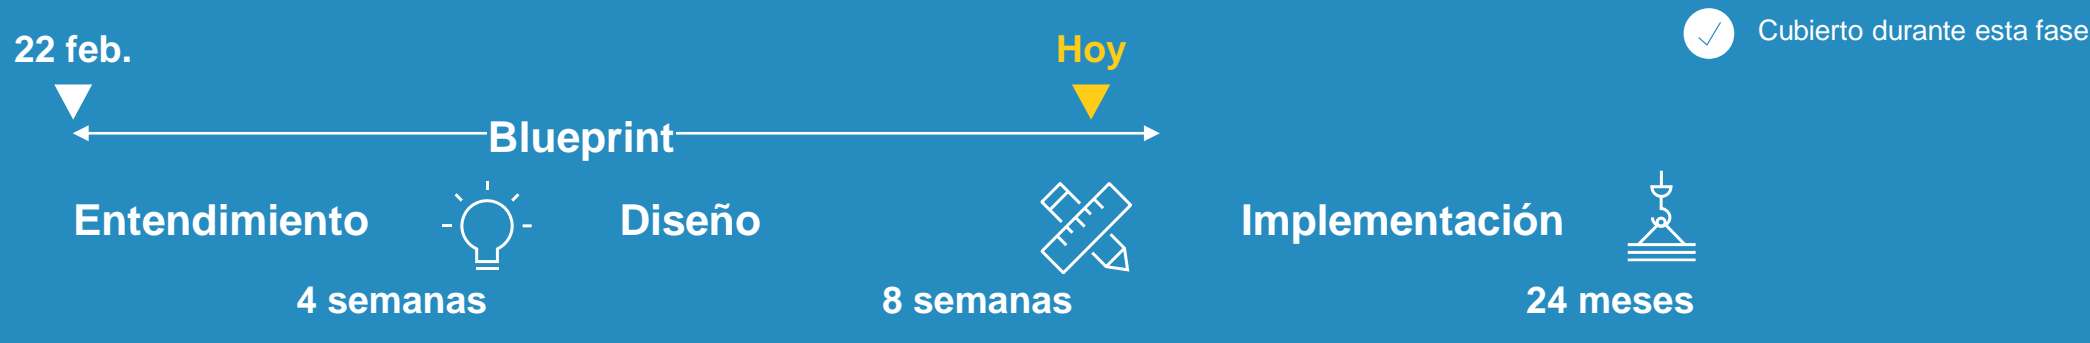 Cubierto durante esta fase
22 feb.
Hoy
Blueprint
Entendimiento
Diseño
Implementación
4 semanas
8 semanas
24 meses